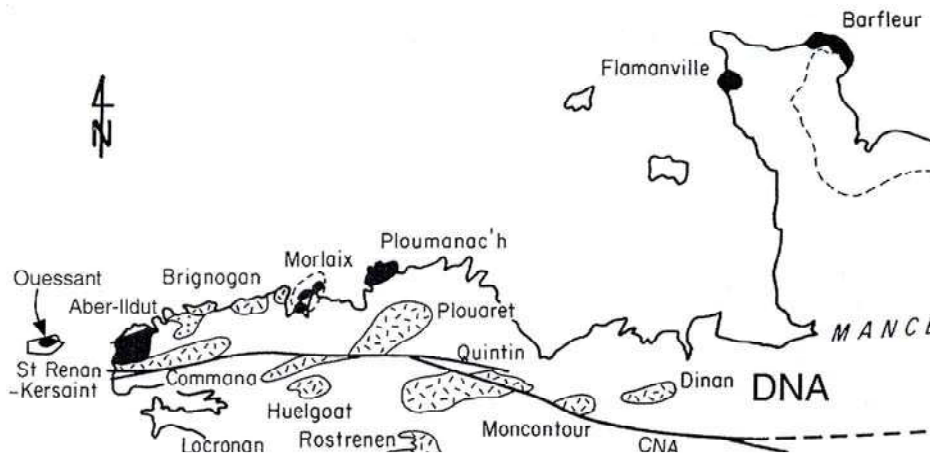 Barfleur
Flamanville
N
Ploumanac'h
Morlaix
Brignogan
Ouessant
Aber-Ildut
Plouaret
MANCE
St Renan
-Kersaint
Commana
Quintin
Dinan
DNA
Huelgoat
Moncontour
Locronan
Rostrenen
CNA